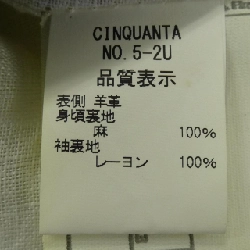 CINQUANTA
NO. 5-2U
品質表示
表側 羊革
身頃裏地
麻 100%
袖裏地
レーヨン 100%